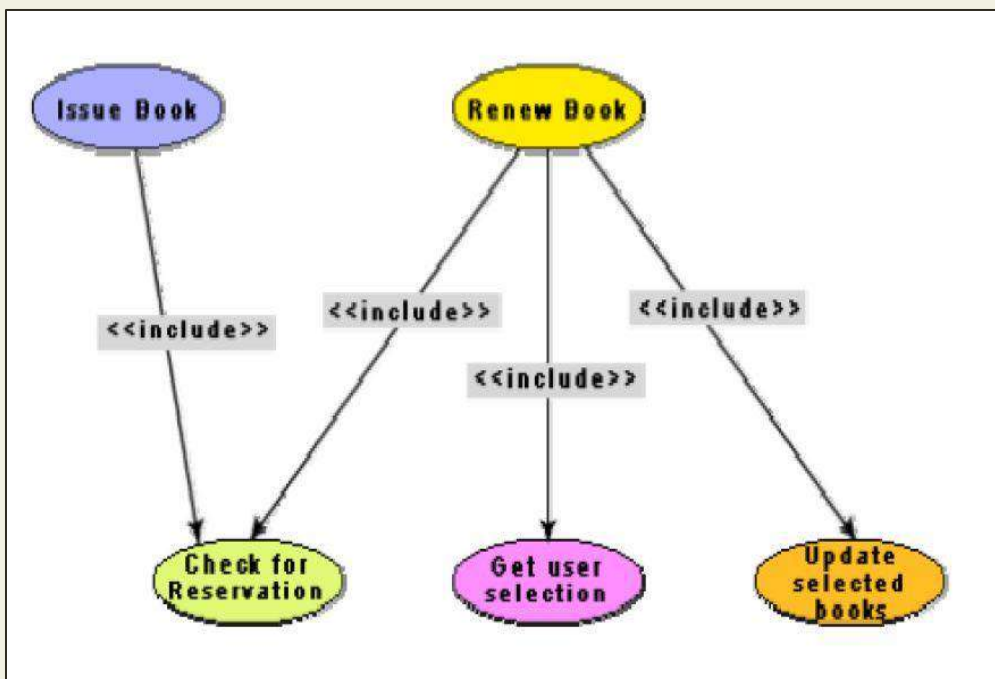 Issue Book
Renew Book
<<include>>
<<include>>
<<include>>
<<include>>
Check for
Reservation
Get user
selection
Update
selected
books